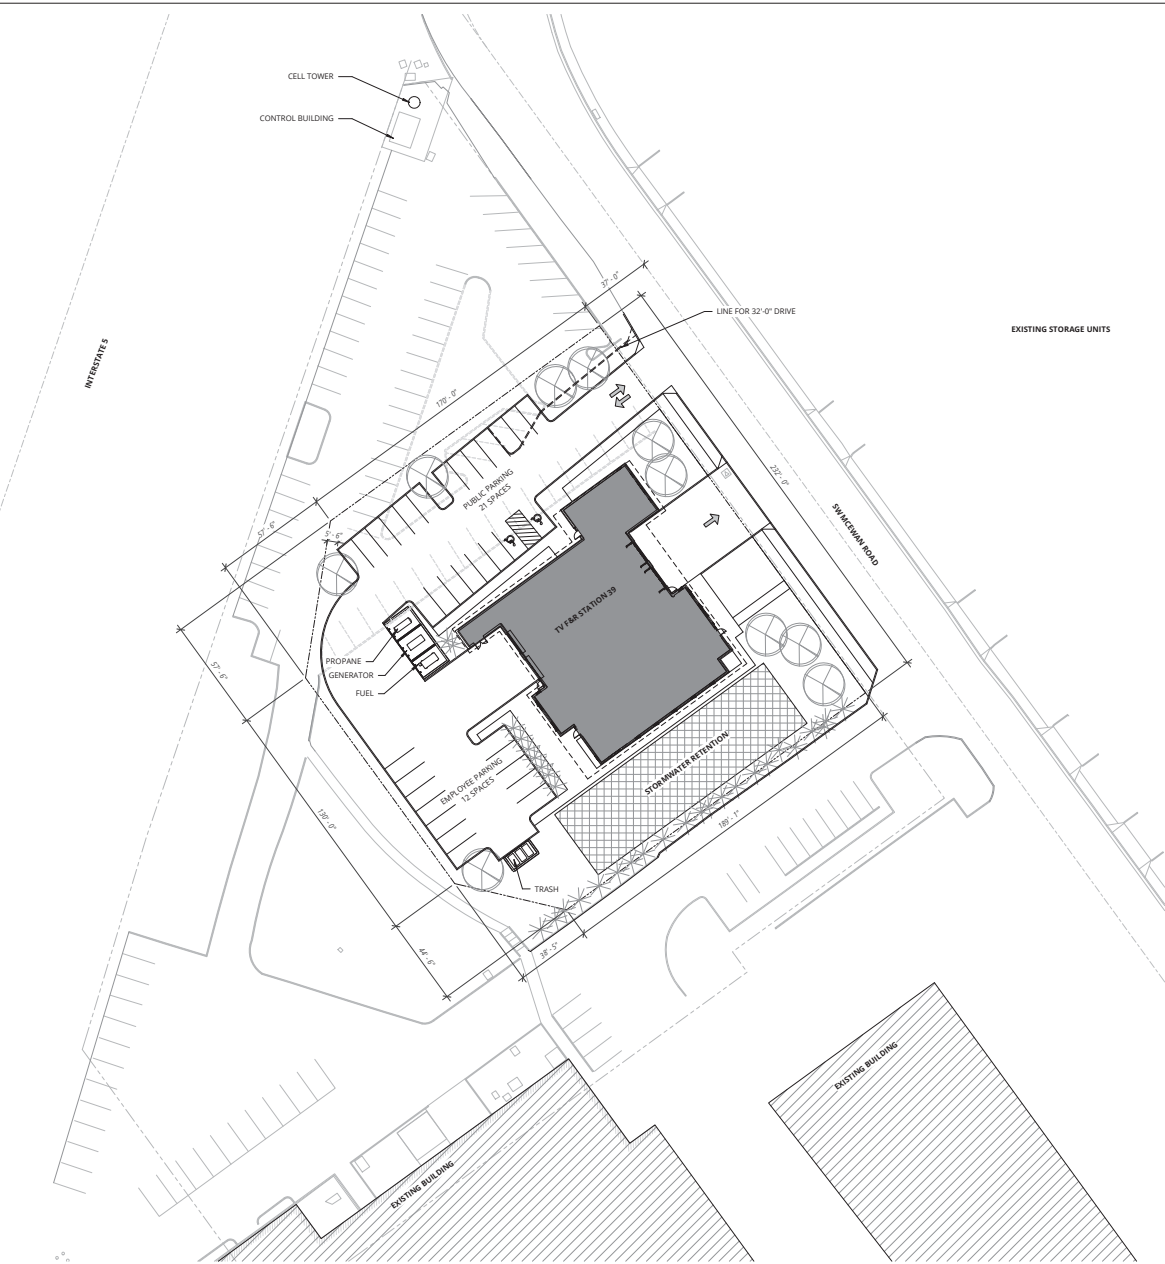 CELL TOWER
CONTROL BUILDING
37' - 0"
LINE FOR 32'-0" DRIVE
EXISTING STORAGE UNITS
INTERSTATE 5
170' - 0"
232' - 0"
PUBLIC PARKING
21 SPACES
57' - 6"
5' - 6"
SW MCEWAN ROAD
TV F&R STATION 39
PROPANE
GENERATOR
FUEL
57' - 6"
STORMWATER RETENTION
EMPLOYEE PARKING
12 SPACES
130' - 0"
189' - 1"
TRASH
38' - 5"
44' - 6"
EXISTING BUILDING
EXISTING BUILDING